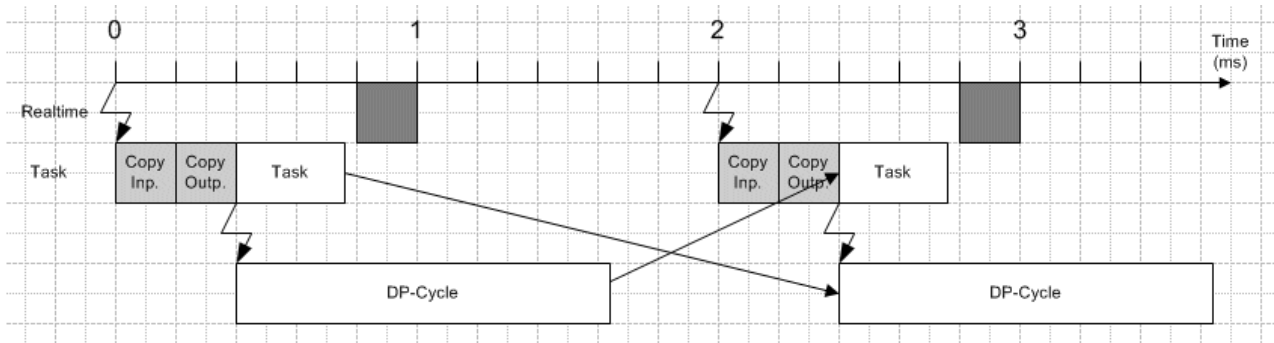 0 1 2 3
Time
(ms)
Realtime
Task
Copy
Inp.
Copy
Outp.
Task
Copy
Inp.
Copy
Outp.
Task
DP-Cycle
DP-Cycle